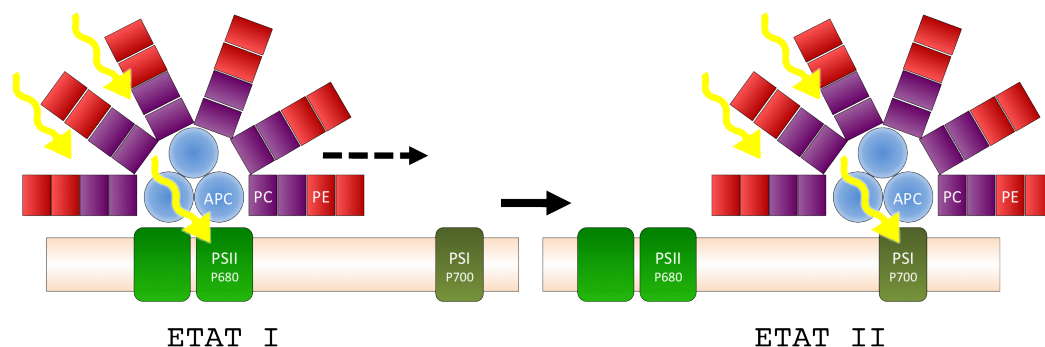 APC
PC
PE
PSII
P680
PSI
P700
ETAT I
APC
PC
PE
PSII
P680
PSI
P700
ETAT II